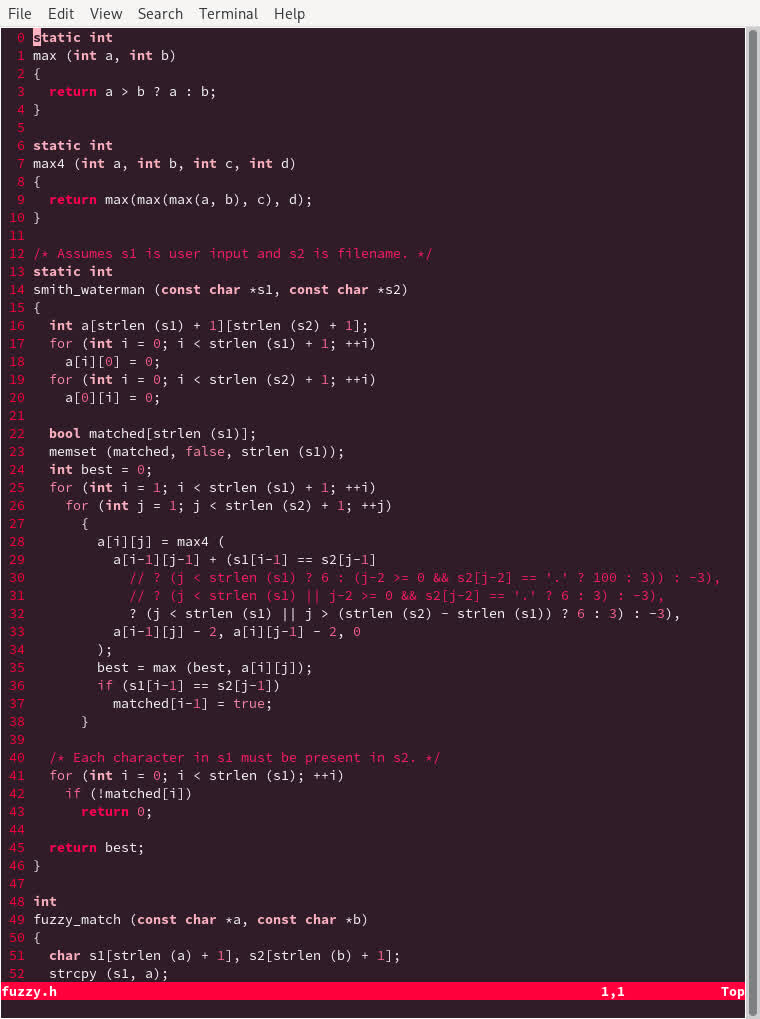 File Edit View Search Terminal Help
0 static int
1 max (int a, int b)
2 {
3   return a > b ? a : b;
4 }
5
6 static int
7 max4 (int a, int b, int c, int d)
8 {
9   return max(max(max(a, b), c), d);
10 }
11
12 /* Assumes s1 is user input and s2 is filename. */
13 static int
14 smith_waterman (const char *s1, const char *s2)
15 {
16   int a[strlen (s1) + 1][strlen (s2) + 1];
17   for (int i = 0; i < strlen (s1) + 1; ++i)
18     a[i][0] = 0;
19   for (int i = 0; i < strlen (s2) + 1; ++i)
20     a[0][i] = 0;
21
22   bool matched[strlen (s1)];
23   memset (matched, false, strlen (s1));
24   int best = 0;
25   for (int i = 1; i < strlen (s1) + 1; ++i)
26     for (int j = 1; j < strlen (s2) + 1; ++j)
27       {
28         a[i][j] = max4 (
29           a[i-1][j-1] + (s1[i-1] == s2[j-1]
30             // ? (j < strlen (s1) ? 6 : (j-2 >= 0 && s2[j-2] == '.' ? 100 : 3)) : -3),
31             // ? (j < strlen (s1) || j-2 >= 0 && s2[j-2] == '.' ? 6 : 3) : -3),
32             ? (j < strlen (s1) || j > (strlen (s2) - strlen (s1)) ? 6 : 3) : -3),
33           a[i-1][j] - 2, a[i][j-1] - 2, 0
34         );
35         best = max (best, a[i][j]);
36         if (s1[i-1] == s2[j-1])
37           matched[i-1] = true;
38       }
39
40   /* Each character in s1 must be present in s2. */
41   for (int i = 0; i < strlen (s1); ++i)
42     if (!matched[i])
43       return 0;
44
45   return best;
46 }
47
48 int
49 fuzzy_match (const char *a, const char *b)
50 {
51   char s1[strlen (a) + 1], s2[strlen (b) + 1];
52   strcpy (s1, a);
fuzzy.h 1,1 Top